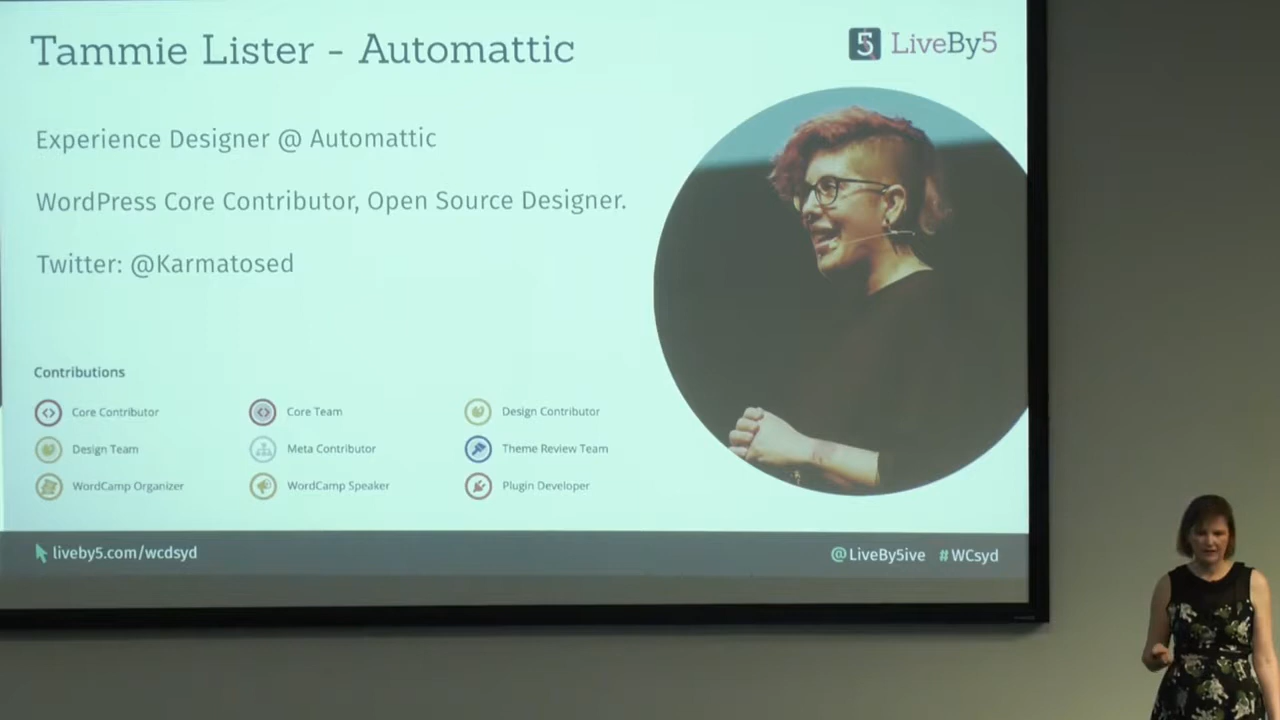 Tammie Lister - Automattic
5 LiveBy5
Experience Designer @ Automattic
WordPress Core Contributor, Open Source Designer.
Twitter: @Karmatosed
Contributions
Core Contributor
Core Team
Design Contributor
Design Team
Meta Contributor
Theme Review Team
WordCamp Organizer
WordCamp Speaker
Plugin Developer
liveby5.com/wcdsyd
@LiveBy5ive #WCsyd